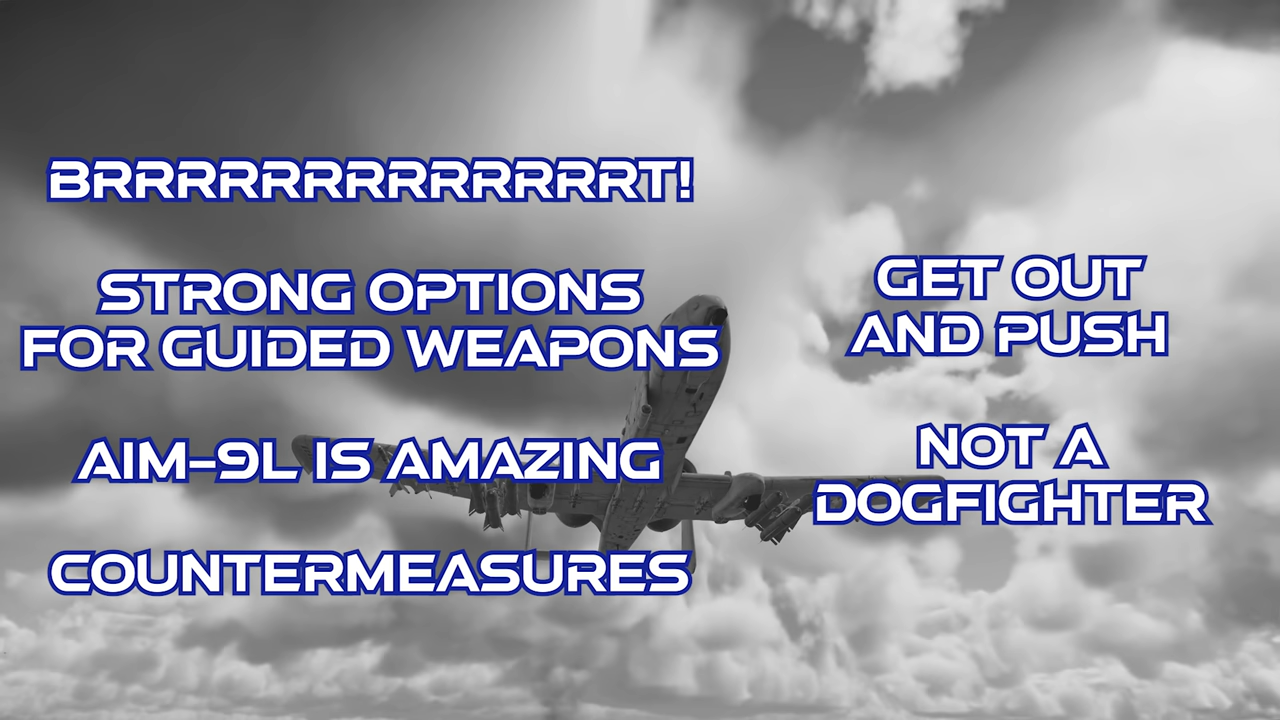 BRRRRRRRRRRRRRRT!
STRONG OPTIONS
FOR GUIDED WEAPONS
AIM-9L IS AMAZING
COUNTERMEASURES
GET OUT
AND PUSH
NOT A
DOGFIGHTER